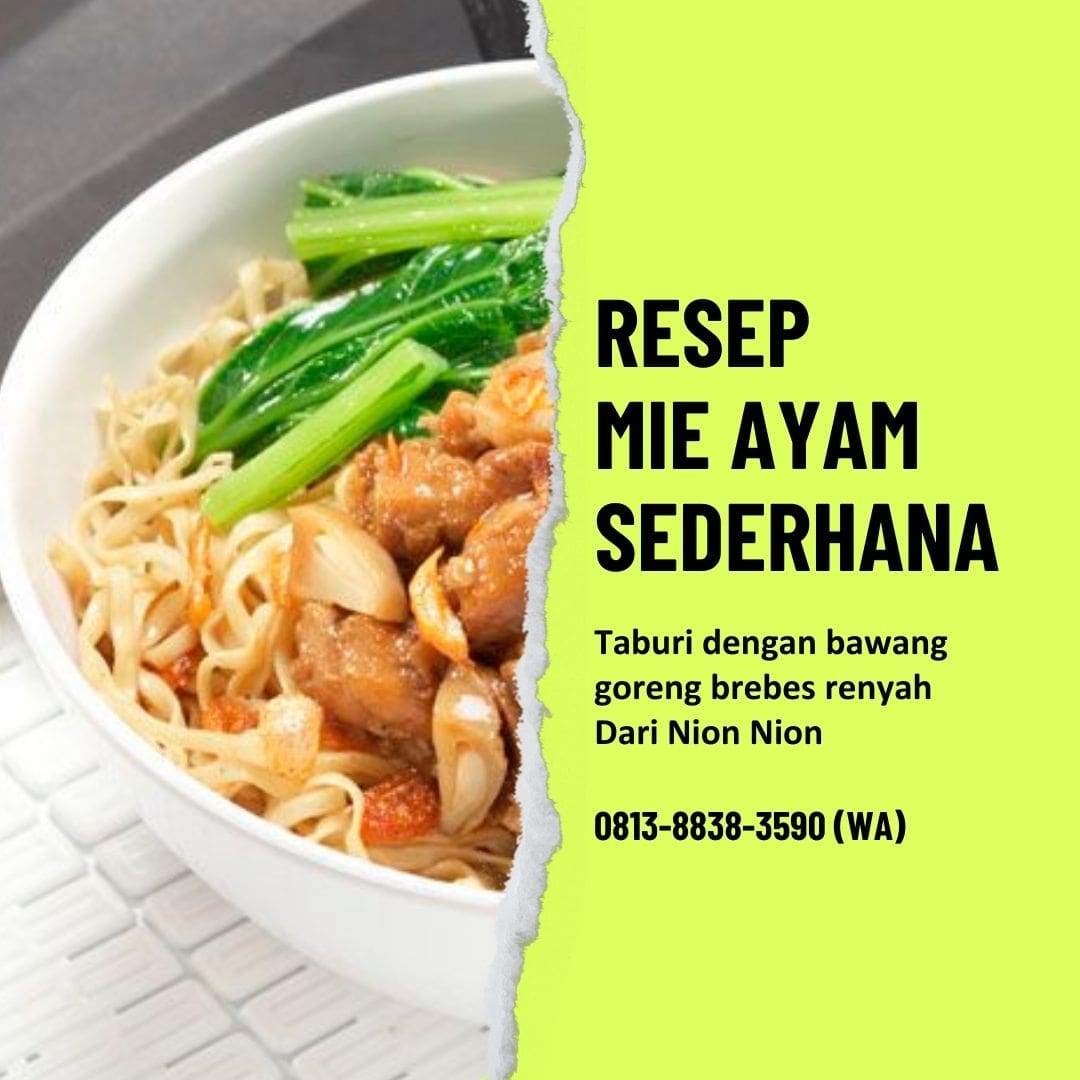 RESEP
MIE AYAM
SEDERHANA
Taburi dengan bawang
goreng brebes renyah
Dari Nion Nion
0813-8838-3590 (WA)